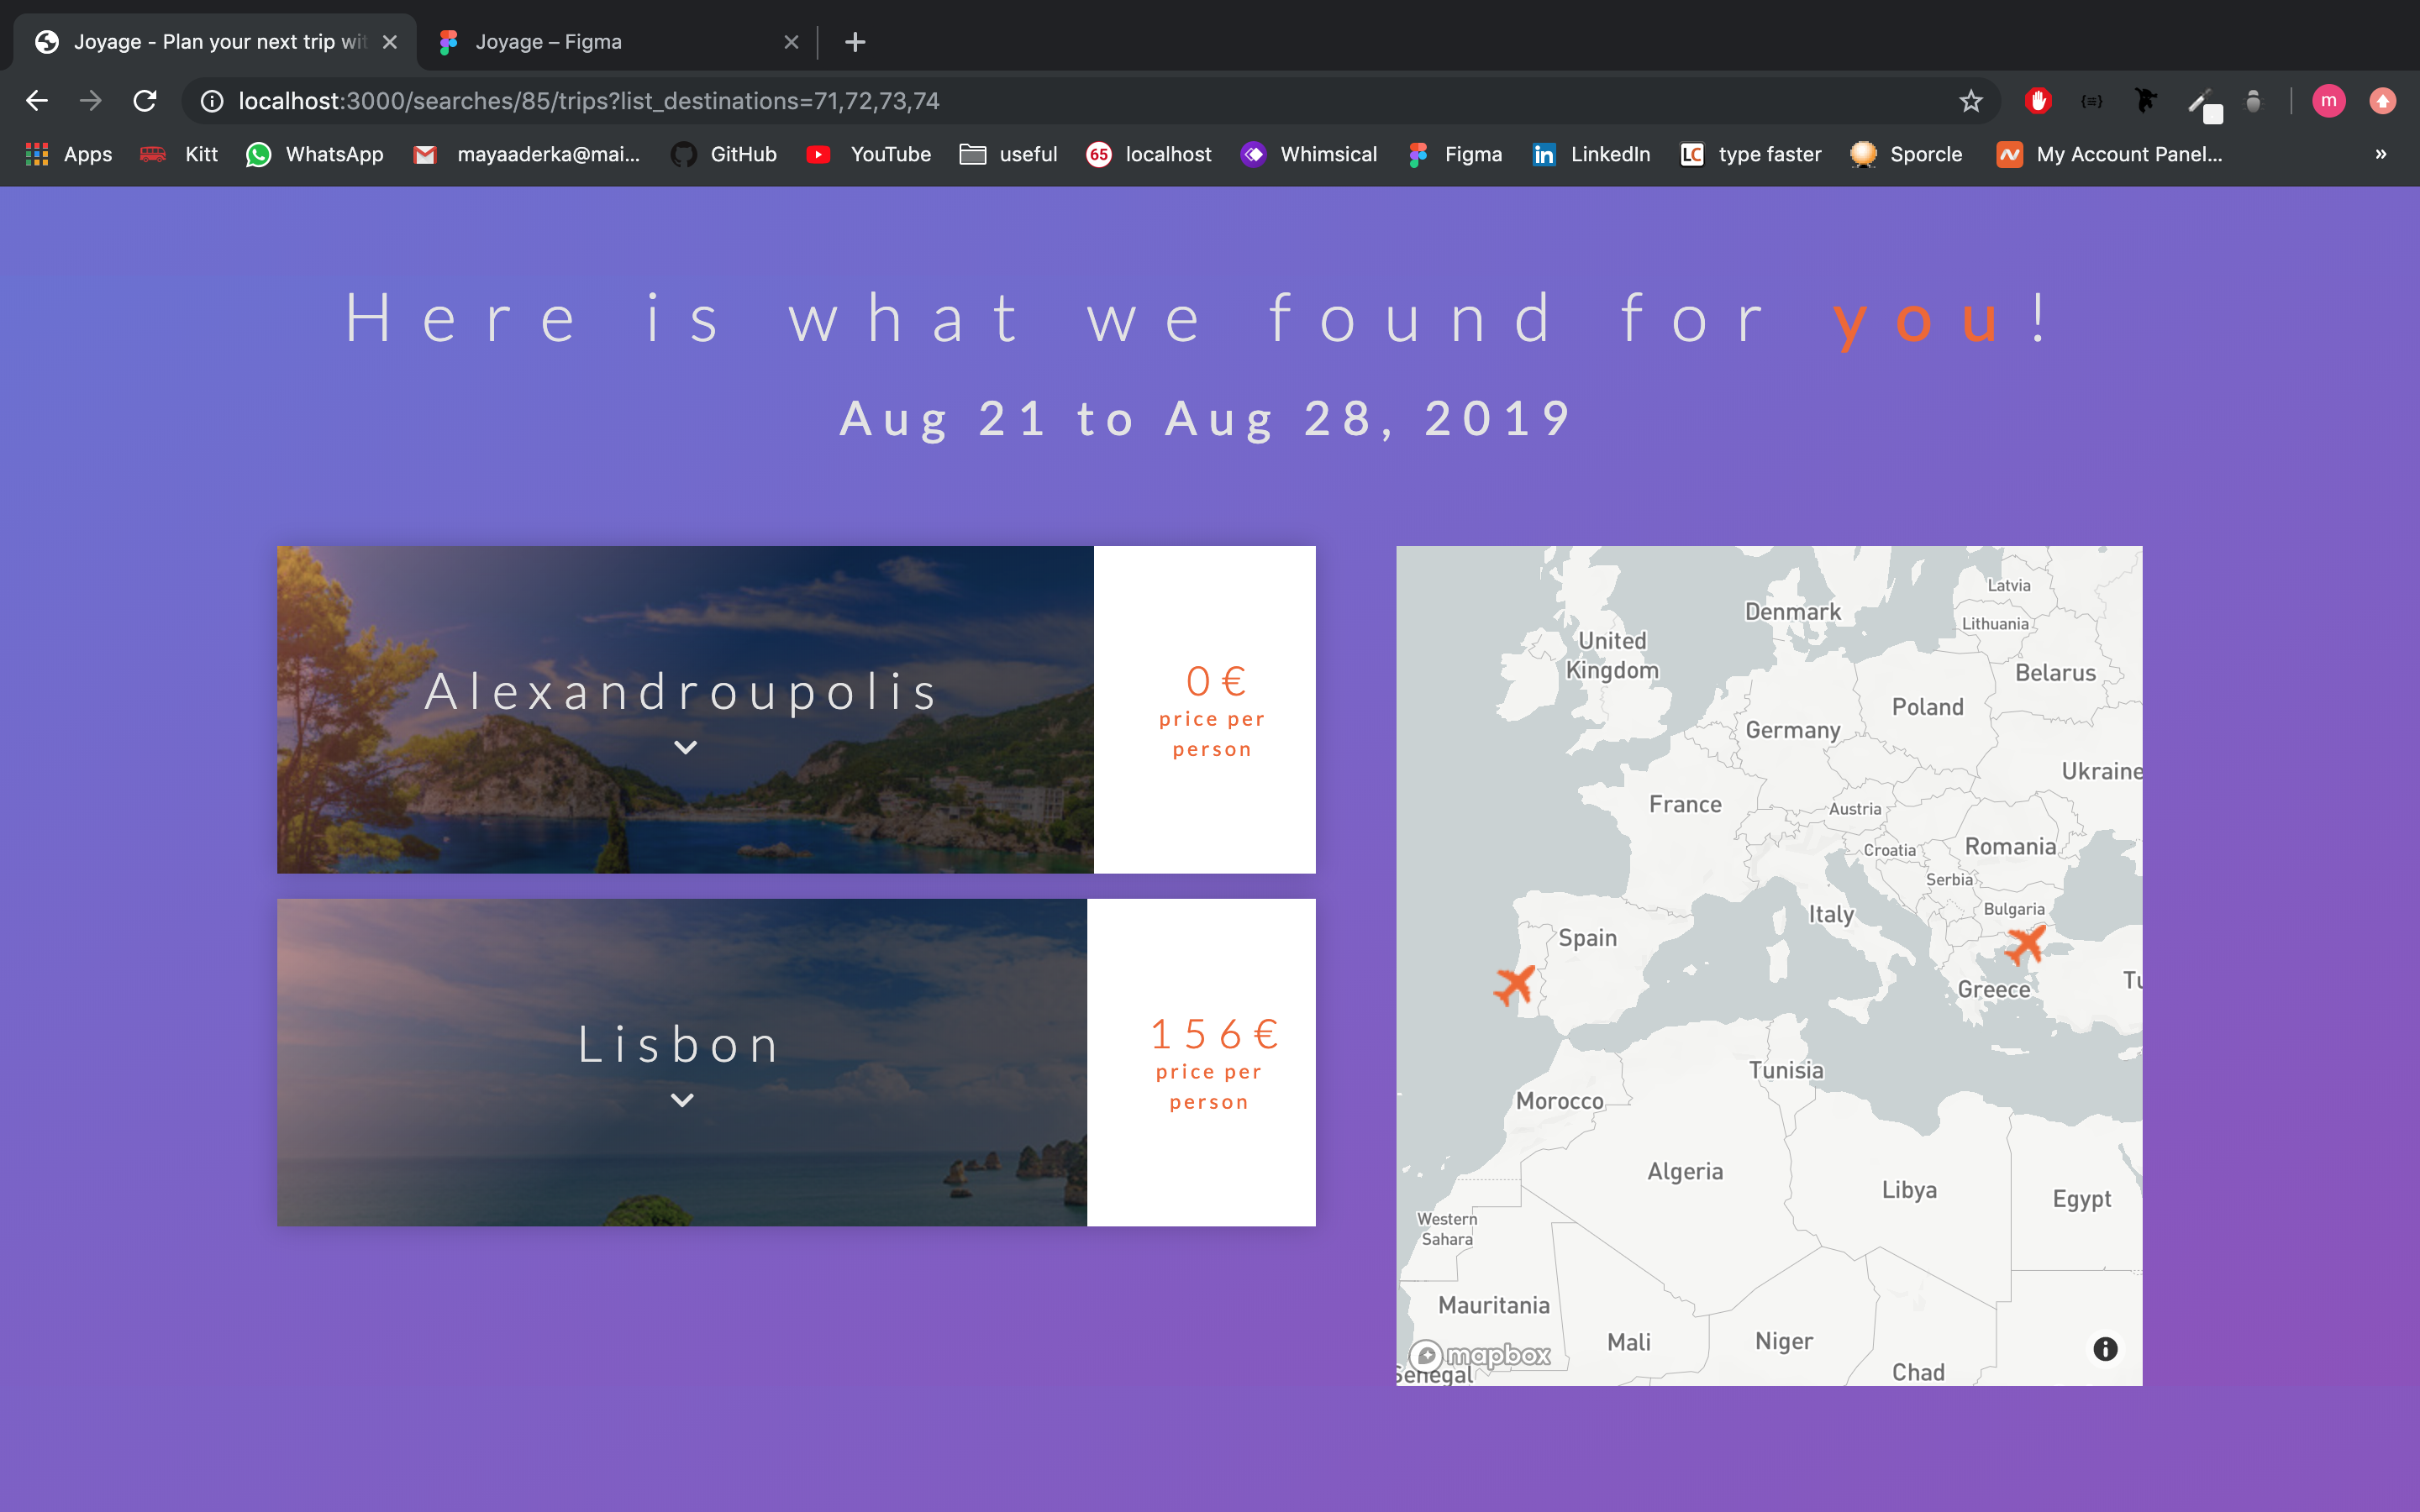 Joyage - Plan your next trip wit
Joyage – Figma
localhost:3000/searches/85/trips?list_destinations=71,72,73,74
m
Apps
Kitt
WhatsApp
mayaaderka@mai...
GitHub
YouTube
useful
65
localhost
Whimsical
Figma
in
LinkedIn
LC
type faster
Sporcle
My Account Panel...
»
Here is what we found for you!
Aug 21 to Aug 28, 2019
Alexandroupolis
0€
price per
person
Lisbon
156€
price per
person
Latvia
Denmark
Lithuania
United
Kingdom
Belarus
Poland
Germany
Ukraine
France
Austria
Romania
Croatia
Serbia
Bulgaria
Italy
Spain
Greece
Tu
Tunisia
Morocco
Algeria
Libya
Egypt
Western
Sahara
Mauritania
Mali
Niger
mapbox
Senegal
Chad